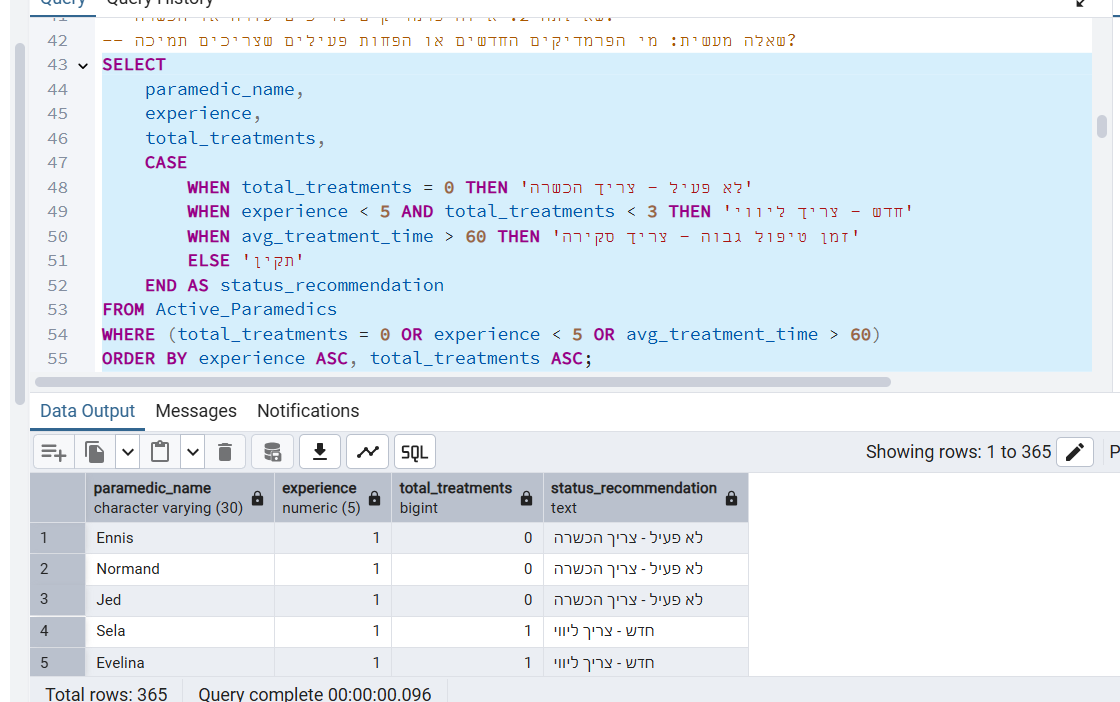 Query Query History
42 -- שאלה מעשית: מי הפרמדיקים החדשים או הפחות פעילים שצריכים תמיכה?
43 SELECT
44 paramedic_name,
45 experience,
46 total_treatments,
47 CASE
48 WHEN total_treatments = 0 THEN 'לא פעיל - צריך הכשרה'
49 WHEN experience < 5 AND total_treatments < 3 THEN 'חדש - צריך ליווי'
50 WHEN avg_treatment_time > 60 THEN 'זמן טיפול גבוה - צריך סקירה'
51 ELSE 'תקין'
52 END AS status_recommendation
53 FROM Active_Paramedics
54 WHERE (total_treatments = 0 OR experience < 5 OR avg_treatment_time > 60)
55 ORDER BY experience ASC, total_treatments ASC;
Data Output Messages Notifications
SQL Showing rows: 1 to 365
paramedic_name experience total_treatments status_recommendation
character varying (30) numeric (5) bigint text
1 Ennis 1 0 לא פעיל - צריך הכשרה
2 Normand 1 0 לא פעיל - צריך הכשרה
3 Jed 1 0 לא פעיל - צריך הכשרה
4 Sela 1 1 חדש - צריך ליווי
5 Evelina 1 1 חדש - צריך ליווי
Total rows: 365 Query complete 00:00:00.096